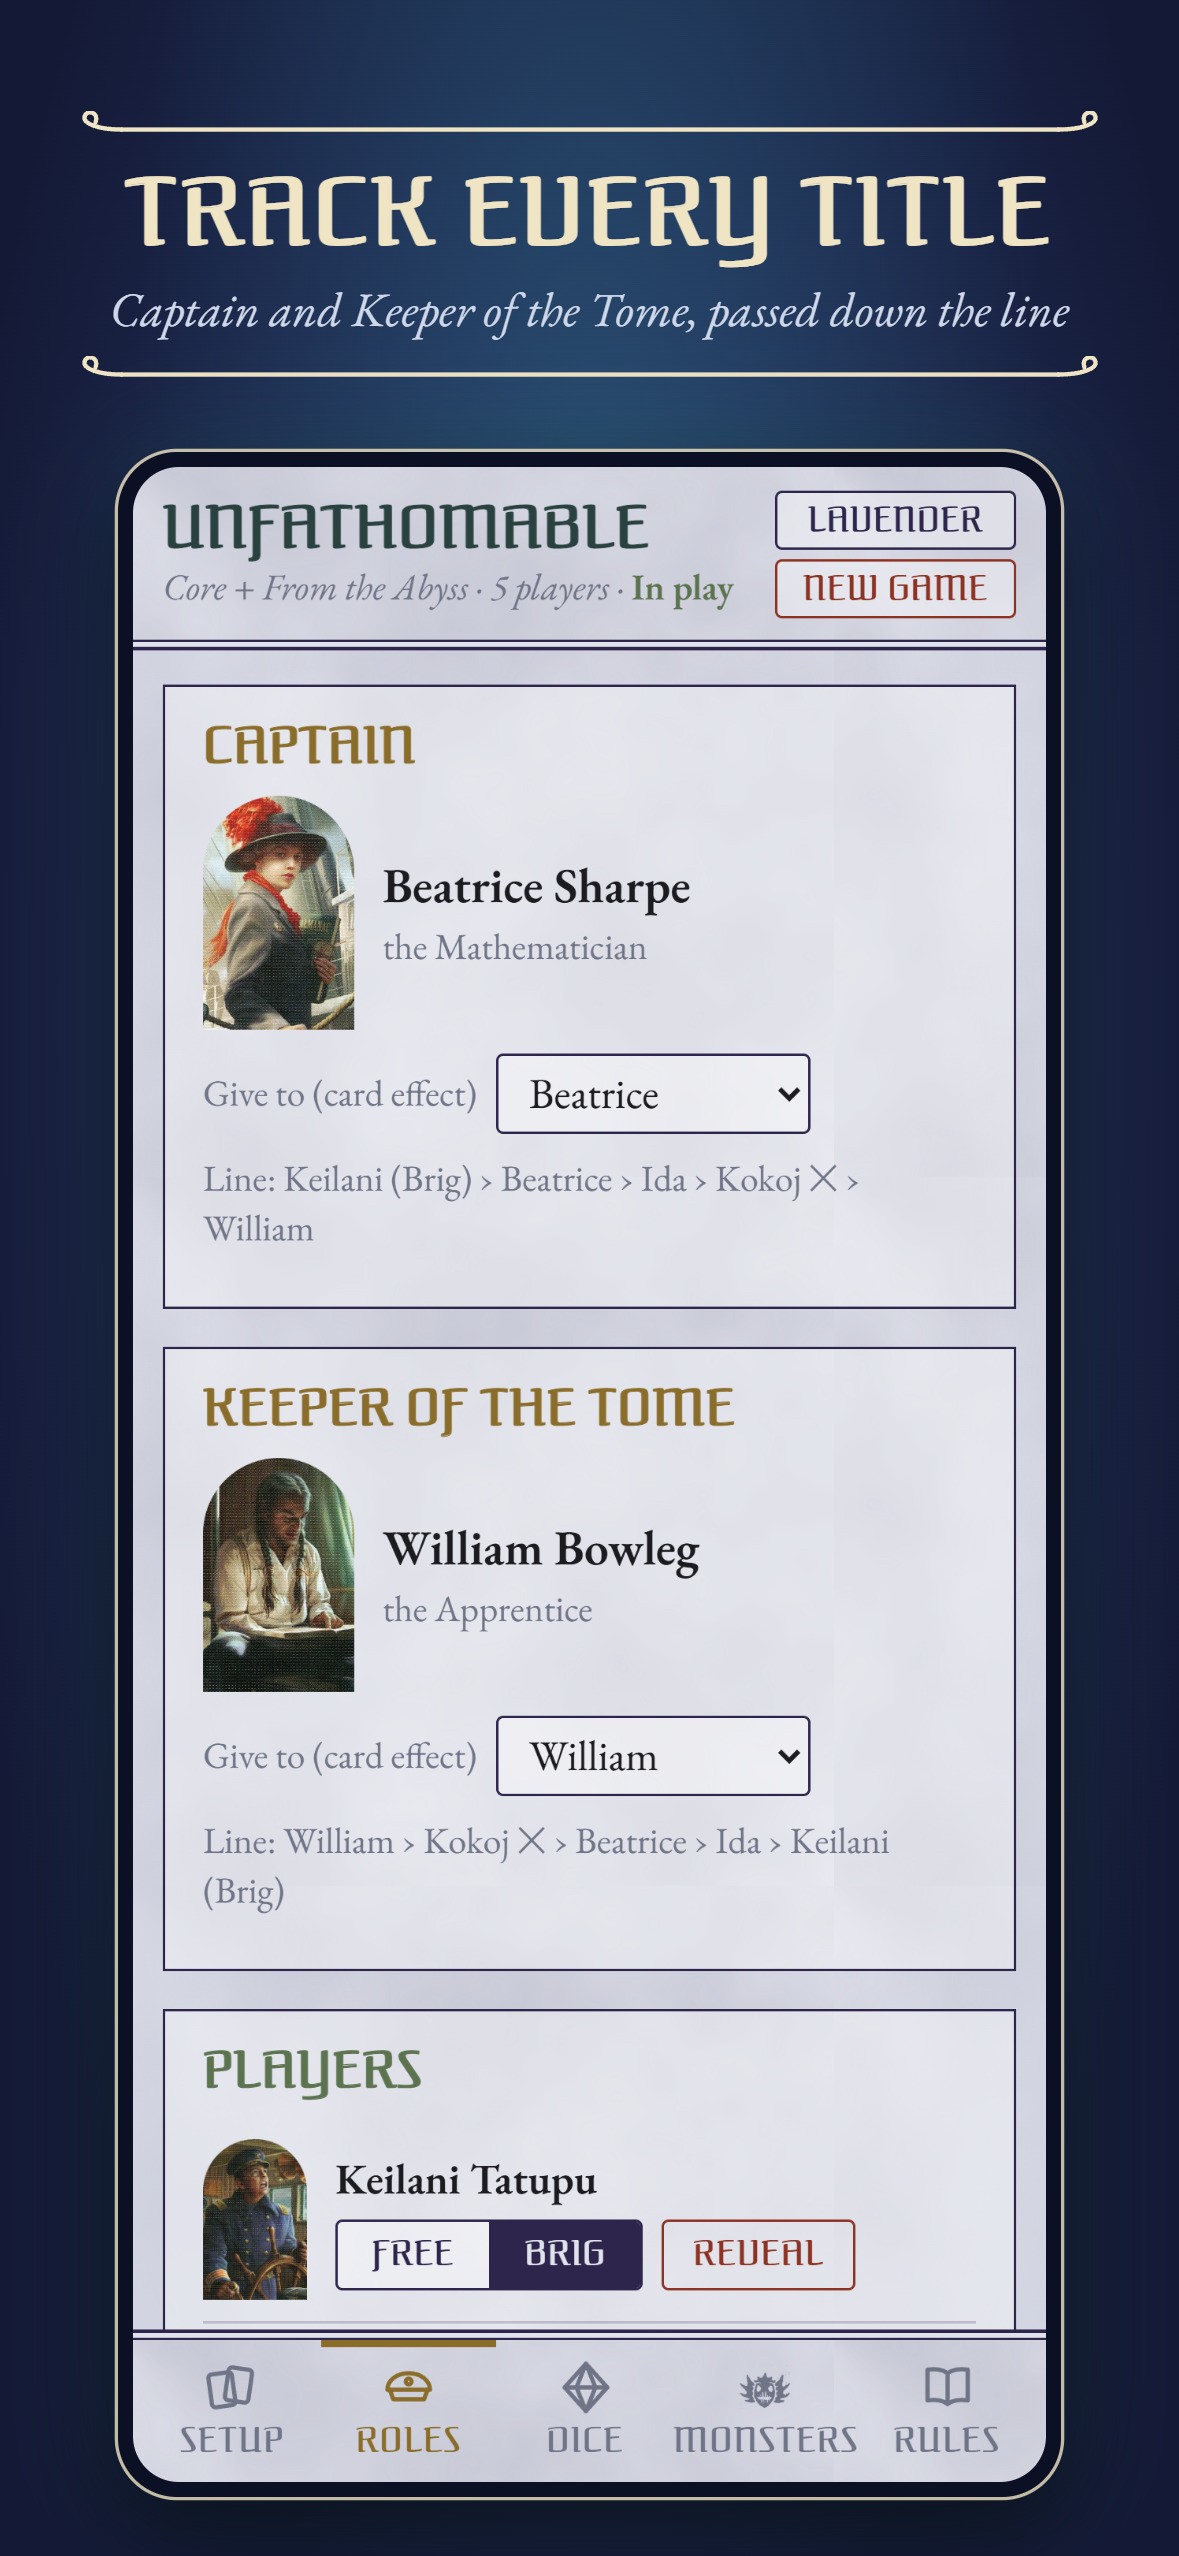 TRACK EVERY TITLE
Captain and Keeper of the Tome, passed down the line
UNFATHOMABLE
LAVENDER
Core + From the Abyss · 5 players · In play
NEW GAME
CAPTAIN
Beatrice Sharpe
the Mathematician
Give to (card effect) Beatrice
Line: Keilani (Brig) › Beatrice › Ida › Kokoj ✕ ›
William
KEEPER OF THE TOME
William Bowleg
the Apprentice
Give to (card effect) William
Line: William › Kokoj ✕ › Beatrice › Ida › Keilani
(Brig)
PLAYERS
Keilani Tatupu
FREE BRIG REVEAL
SETUP ROLES DICE MONSTERS RULES